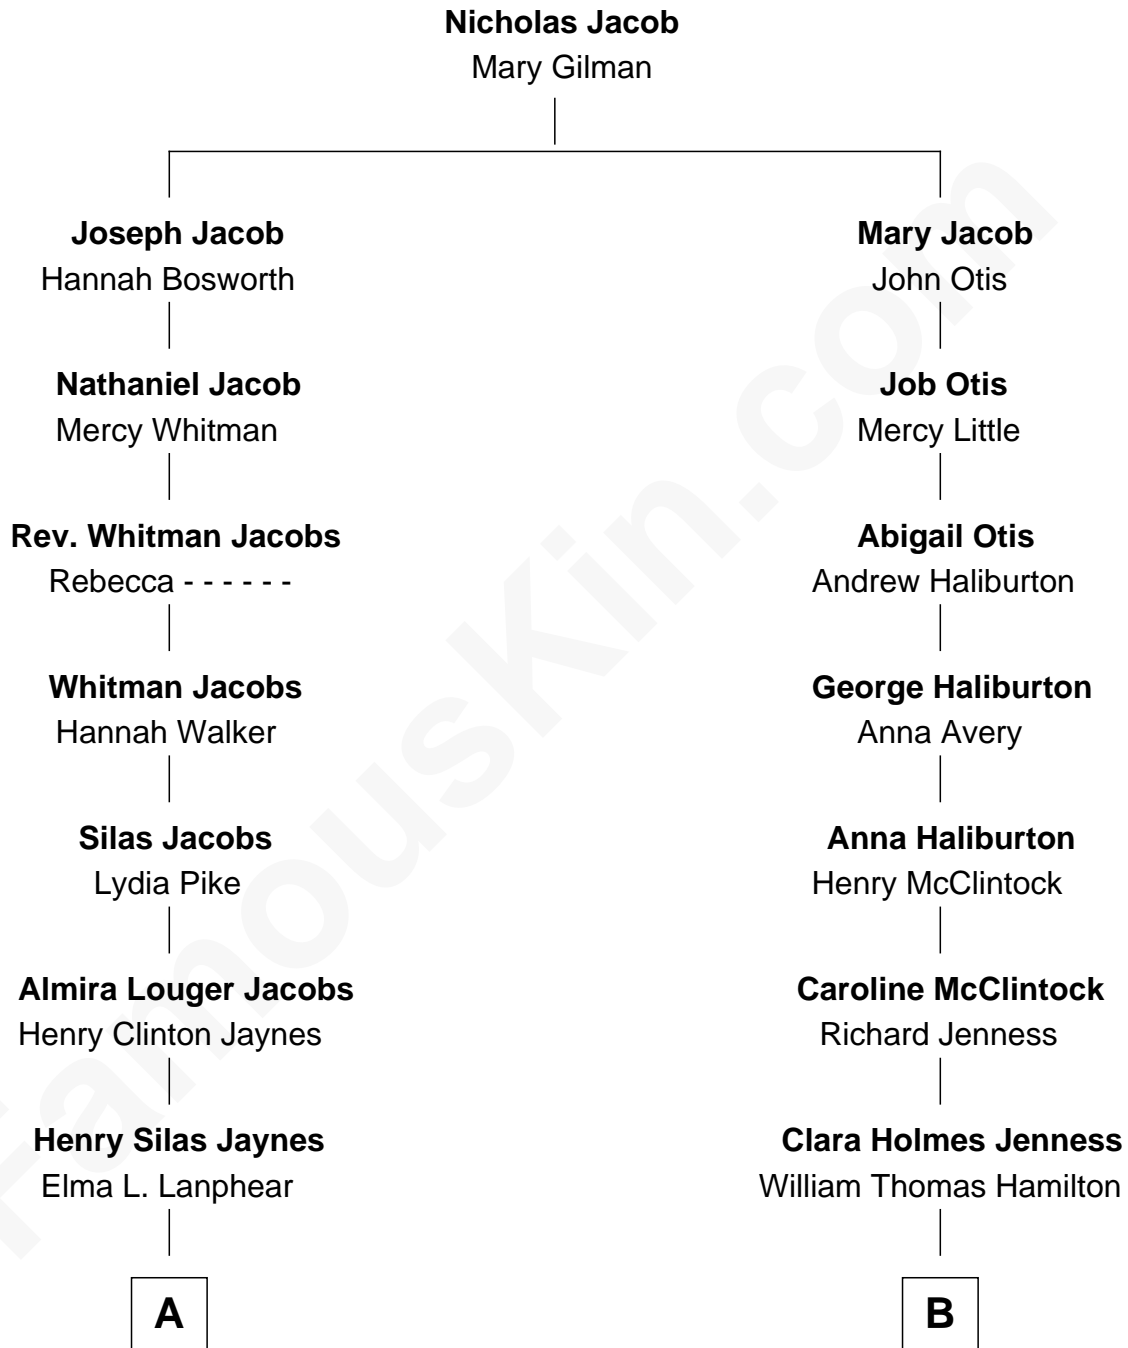 Nicholas Jacob
Mary Gilman
Joseph Jacob
Hannah Bosworth
Mary Jacob
John Otis
Nathaniel Jacob
Mercy Whitman
Job Otis
Mercy Little
Rev. Whitman Jacobs
Rebecca - - - - - -
Abigail Otis
Andrew Haliburton
Whitman Jacobs
Hannah Walker
George Haliburton
Anna Avery
Silas Jacobs
Lydia Pike
Anna Haliburton
Henry McClintock
Almira Louger Jacobs
Henry Clinton Jaynes
Caroline McClintock
Richard Jenness
Henry Silas Jaynes
Elma L. Lanphear
Clara Holmes Jenness
William Thomas Hamilton
A
B
FamousKin.com